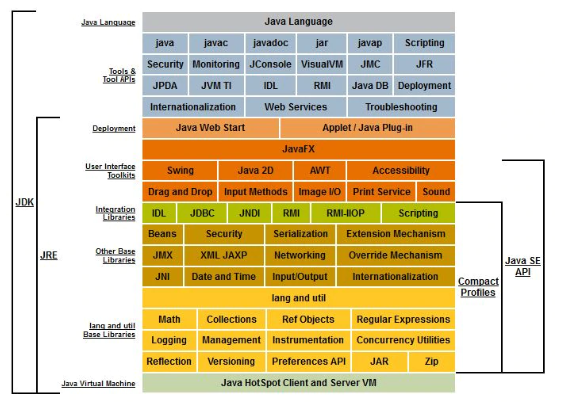 Java Language Java Language
java javac javadoc jar javap Scripting
Security Monitoring JConsole VisualVM JMC JFR
Tools &
Tool APIs
JPDA JVM TI IDL RMI Java DB Deployment
Internationalization Web Services Troubleshooting
Deployment Java Web Start Applet / Java Plug-in
JavaFX
User Interface
Toolkits
Swing Java 2D AWT Accessibility
Drag and Drop Input Methods Image I/O Print Service Sound
Integration
Libraries
IDL JDBC JNDI RMI RMI-IIOP Scripting
JDK
Beans Security Serialization Extension Mechanism
Other Base
Libraries
JMX XML JAXP Networking Override Mechanism
JRE
Java SE
API
JNI Date and Time Input/Output Internationalization
Compact
Profiles
lang and util
lang and util
Base Libraries
Math Collections Ref Objects Regular Expressions
Logging Management Instrumentation Concurrency Utilities
Reflection Versioning Preferences API JAR Zip
Java Virtual Machine Java HotSpot Client and Server VM